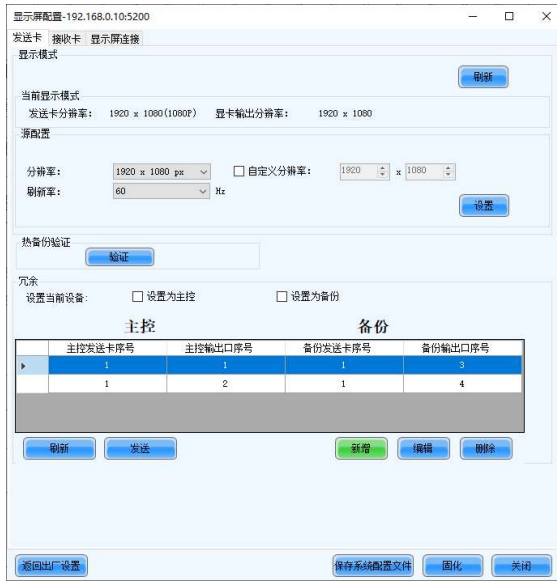 显示屏配置-192.168.0.10:5200
发送卡 接收卡 显示屏连接
显示模式
刷新
当前显示模式
发送卡分辨率: 1920 x 1080(1080P) 显卡输出分辨率: 1920 x 1080
源配置
分辨率: 1920 x 1080 px 自定义分辨率: 1920 x 1080
刷新率: 60 Hz
设置
热备份验证
验证
冗余
设置当前设备: 设置为主控 设置为备份
主控 备份
主控发送卡序号 主控输出口序号 备份发送卡序号 备份输出口序号
1 1 1 3
1 2 1 4
刷新 发送 新增 编辑 删除
返回出厂设置 保存系统配置文件 固化 关闭